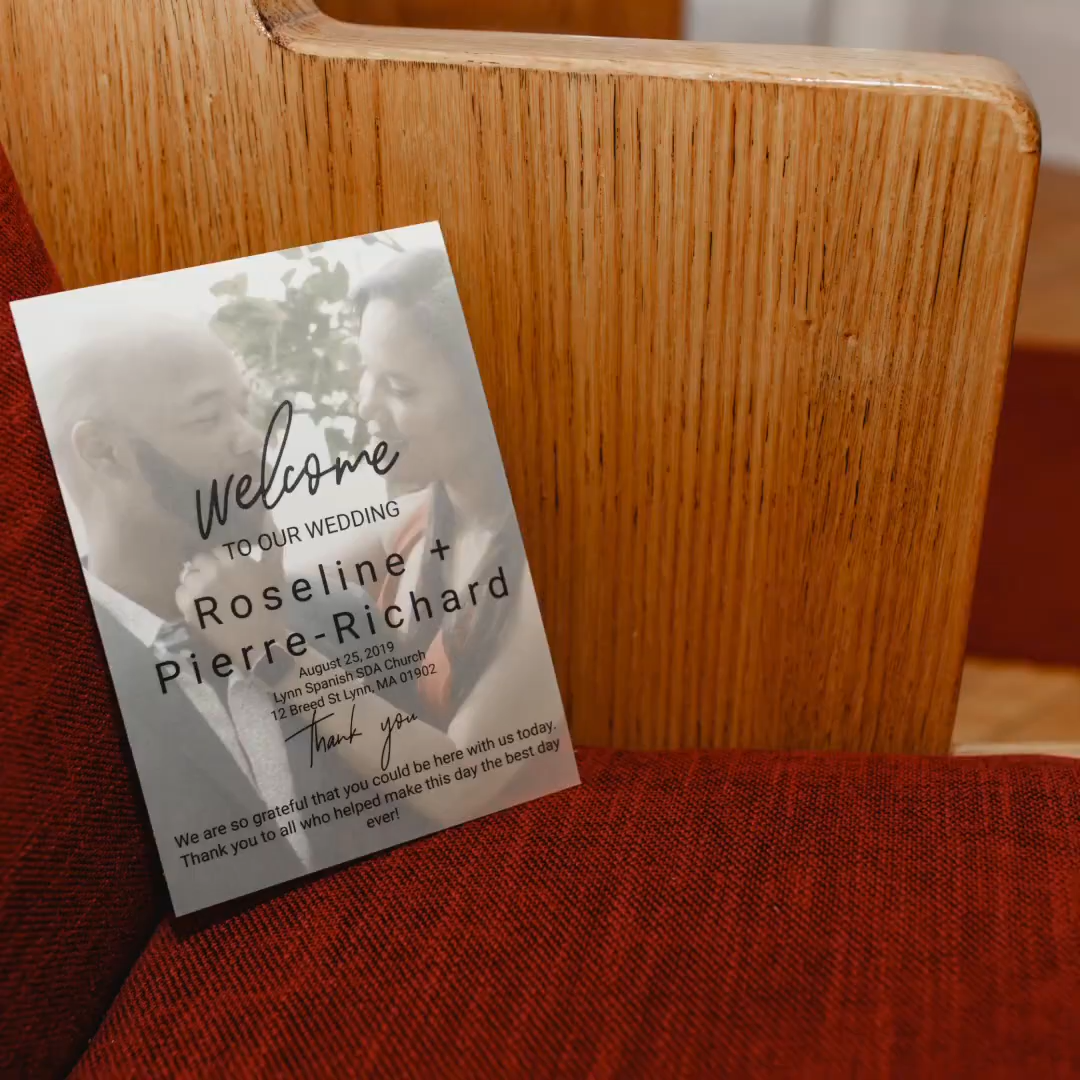 welcome
TO OUR WEDDING
Roseline +
Pierre-Richard
August 25, 2019
Lynn Spanish SDA Church
12 Breed St Lynn, MA 01902
Thank you
We are so grateful that you could be here with us today.
Thank you to all who helped make this day the best day
ever!